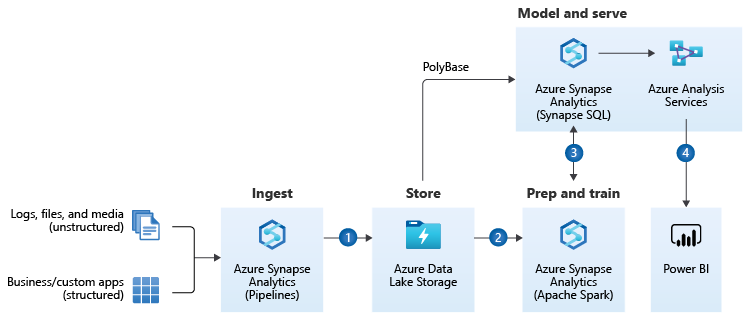 Model and serve
PolyBase
Azure Synapse
Analytics
(Synapse SQL)
Azure Analysis
Services
3
4
Ingest
Store
Prep and train
Logs, files, and media
(unstructured)
Business/custom apps
(structured)
1
2
Azure Synapse
Analytics
(Pipelines)
Azure Data
Lake Storage
Azure Synapse
Analytics
(Apache Spark)
Power BI